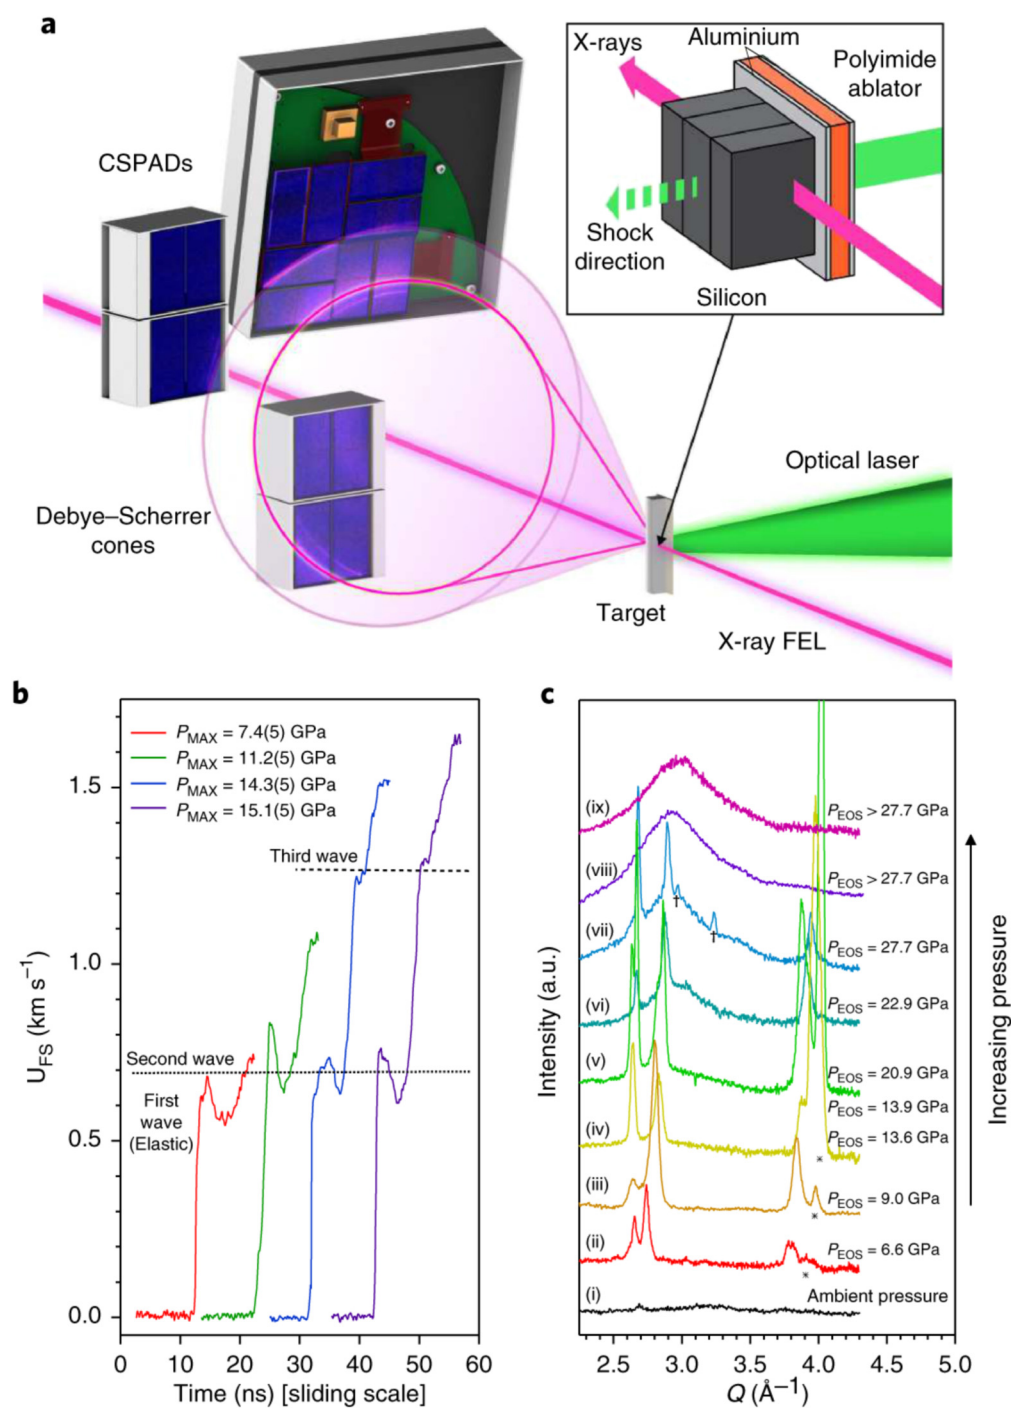 a
X-rays
Aluminium
Polyimide
ablator
CSPADs
Shock
direction
Silicon
Optical laser
Debye–Scherrer
cones
Target
X-ray FEL
b
P_MAX = 7.4(5) GPa
P_MAX = 11.2(5) GPa
P_MAX = 14.3(5) GPa
P_MAX = 15.1(5) GPa
1.5
Third wave
1.0
U_FS (km s⁻¹)
Second wave
First
wave
(Elastic)
0.5
0.0
0 10 20 30 40 50 60
Time (ns) [sliding scale]
c
(ix)
P_EOS > 27.7 GPa
(viii)
P_EOS > 27.7 GPa
† †
(vii)
P_EOS = 27.7 GPa
(vi)
P_EOS = 22.9 GPa
(v)
P_EOS = 20.9 GPa
P_EOS = 13.9 GPa
(iv)
P_EOS = 13.6 GPa
*
(iii)
P_EOS = 9.0 GPa
*
(ii)
P_EOS = 6.6 GPa
*
(i)
Ambient pressure
Intensity (a.u.)
Increasing pressure
2.5 3.0 3.5 4.0 4.5 5.0
Q (Å⁻¹)